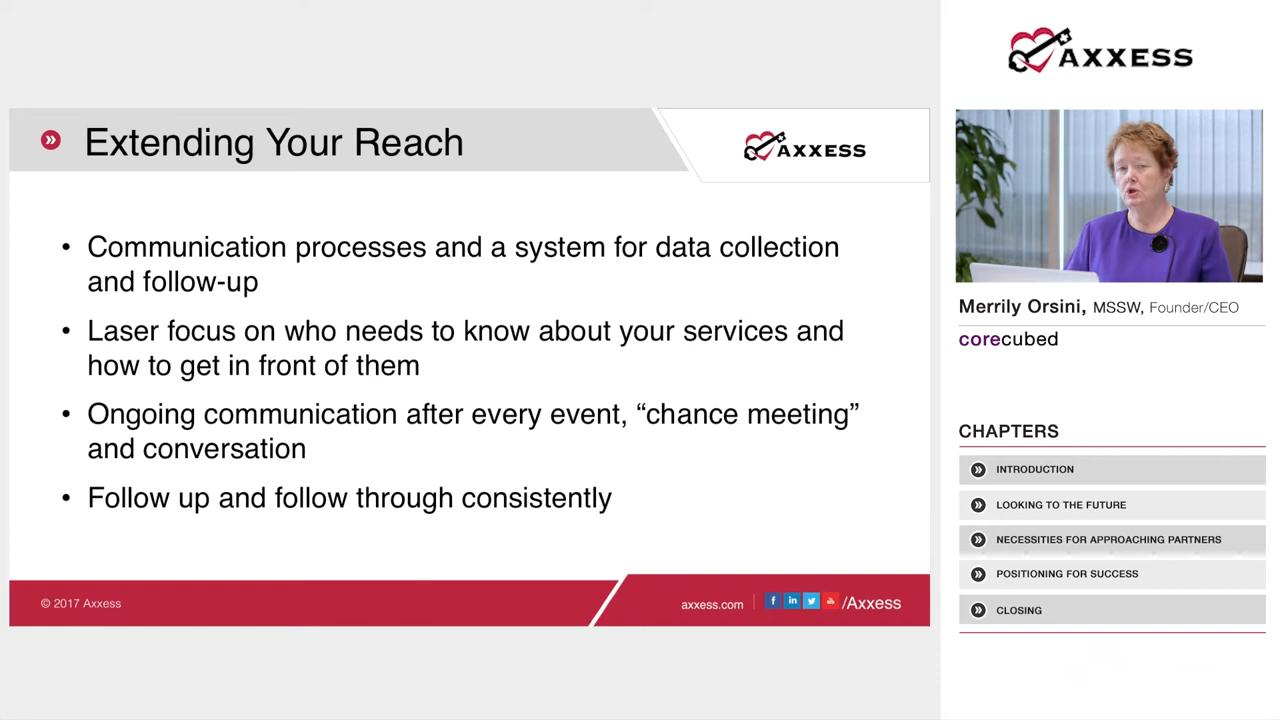 Extending Your Reach
AXXESS
• Communication processes and a system for data collection
and follow-up
• Laser focus on who needs to know about your services and
how to get in front of them
• Ongoing communication after every event, “chance meeting”
and conversation
• Follow up and follow through consistently
© 2017 Axxess
axxess.com
/Axxess
AXXESS
Merrily Orsini, MSSW, Founder/CEO
corecubed
CHAPTERS
INTRODUCTION
LOOKING TO THE FUTURE
NECESSITIES FOR APPROACHING PARTNERS
POSITIONING FOR SUCCESS
CLOSING